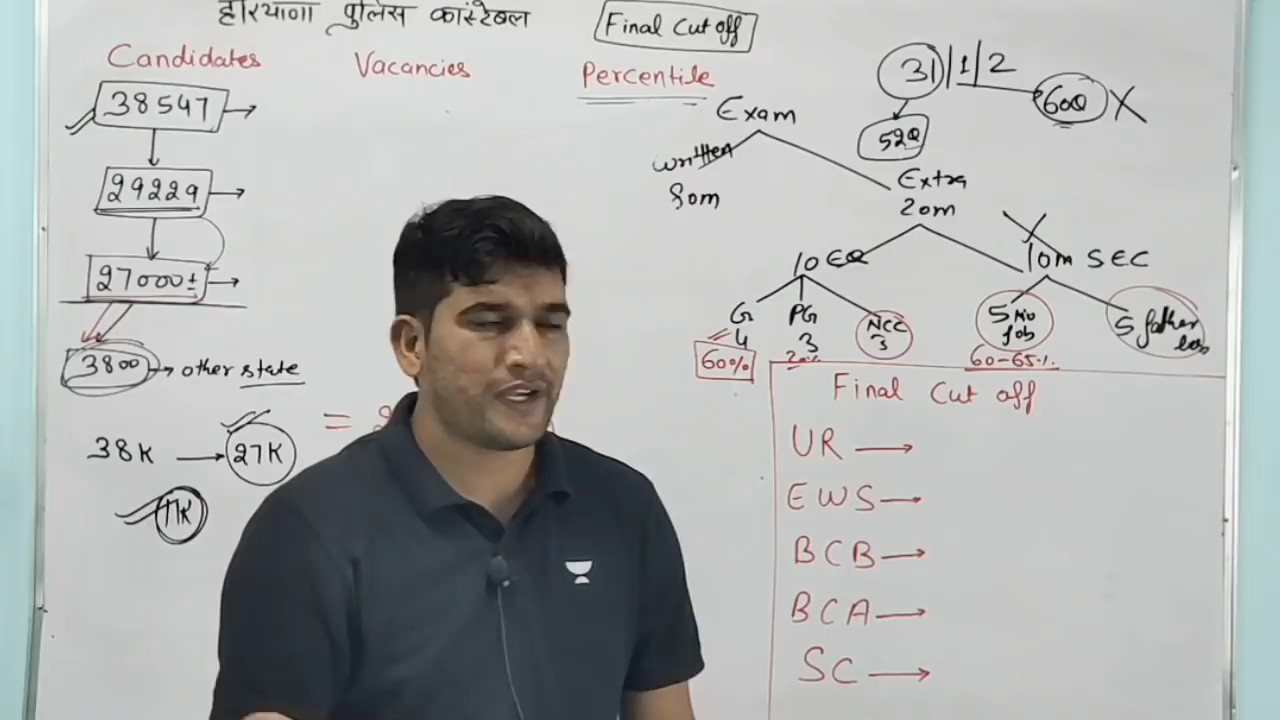 हरियाणा पुलिस कांस्टेबल
Final Cut off
Candidates
Vacancies
Percentile
31/1/2
38547
Exam
60Q X
52Q
written
80m
Extra
20m
29229
10 EQ
10m SEC
27000±
G
4
PG
3
NCC
3
5 No
Job
5 father
60%
20%
60-65%
3800 → other state
Final Cut off
38K → 27K
=
UR →
11K
EWS →
BCB →
BCA →
SC →